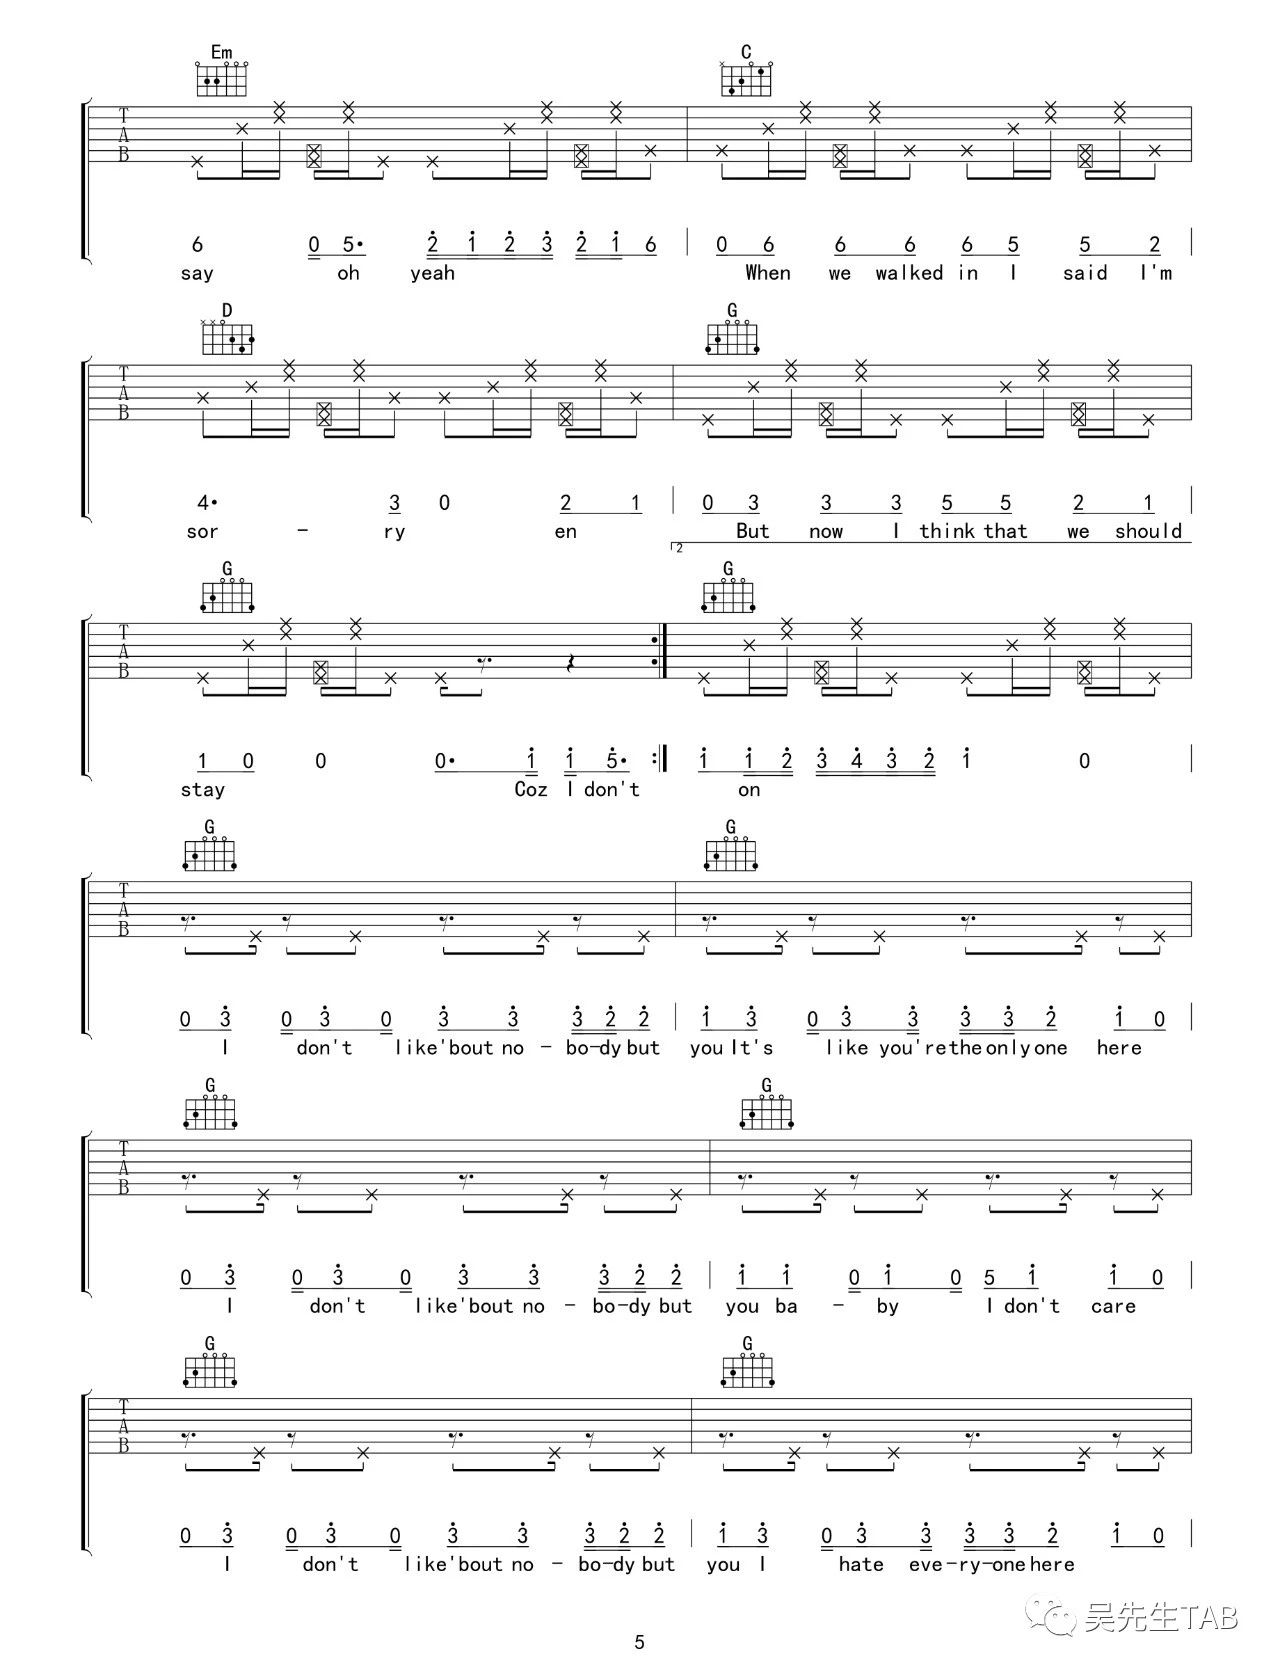 Em C
T
A
B
6 0 5· 2 1 2 3 2 1 6 0 6 6 6 6 5 5 2
say oh yeah When we walked in I said I'm
D G
T
A
B
4· 3 0 2 1 0 3 3 3 5 5 2 1
sor - ry en But now I think that we should
2
G G
T
A
B
1 0 0 0· 1 1 5· 1 1 2 3 4 3 2 1 0
stay Coz I don't on
G G
T
A
B
0 3 0 3 0 3 3 3 2 2 1 3 0 3 3 3 3 2 1 0
I don't like'bout no - bo-dy but you It's like you're the only one here
G G
T
A
B
0 3 0 3 0 3 3 3 2 2 1 1 0 1 0 5 1 1 0
I don't like'bout no - bo-dy but you ba - by I don't care
G G
T
A
B
0 3 0 3 0 3 3 3 2 2 1 3 0 3 3 3 3 2 1 0
I don't like'bout no - bo-dy but you I hate eve-ry-one here
吴先生TAB
5